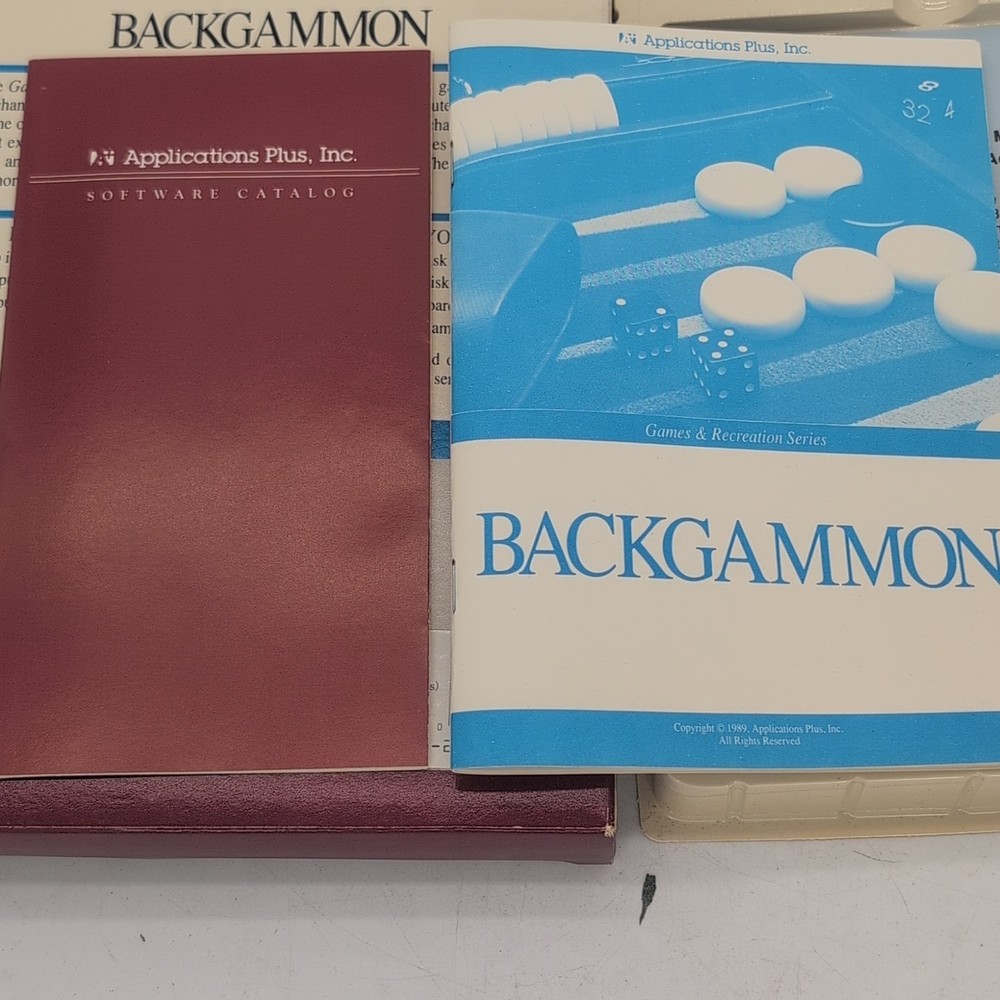 BACKGAMMON
Applications Plus, Inc.
SOFTWARE CATALOG
Applications Plus, Inc.
8
32 4
Games & Recreation Series
BACKGAMMON
Copyright © 1989, Applications Plus, Inc.
All Rights Reserved